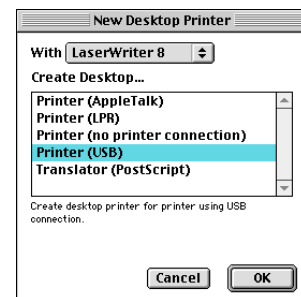 New Desktop Printer
With LaserWriter 8
Create Desktop...
Printer (AppleTalk)
Printer (LPR)
Printer (no printer connection)
Printer (USB)
Translator (PostScript)
Create desktop printer for printer using USB
connection.
Cancel OK